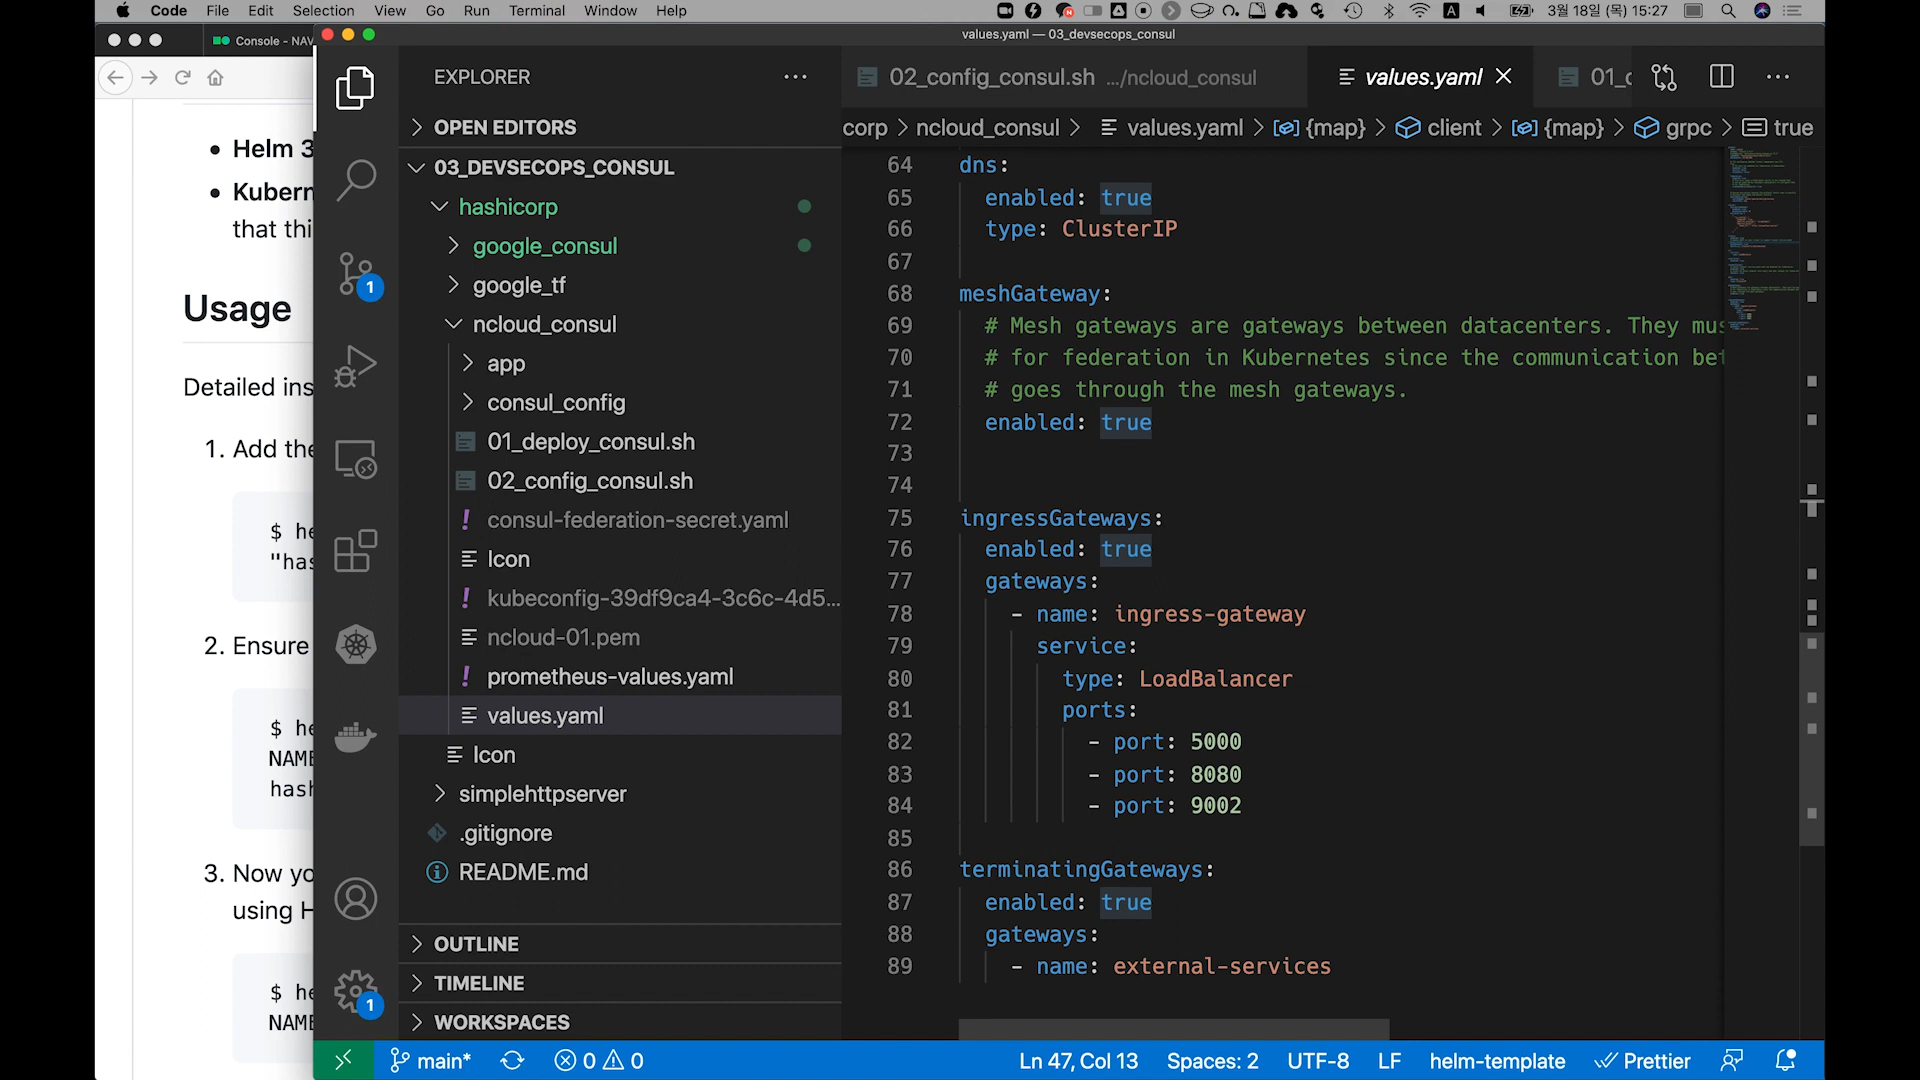 Code File Edit Selection View Go Run Terminal Window Help
A
3월 18일 (목) 15:27
Console - NAV
values.yaml — 03_devsecops_consul
Helm 3
Kubern
that thi
Usage
Detailed ins
1. Add the
$ he
"has
2. Ensure
$ he
NAME
hash
3. Now yo
using H
$ he
NAME
EXPLORER
OPEN EDITORS
03_DEVSECOPS_CONSUL
hashicorp
google_consul
google_tf
ncloud_consul
app
consul_config
01_deploy_consul.sh
02_config_consul.sh
! consul-federation-secret.yaml
Icon
! kubeconfig-39df9ca4-3c6c-4d5...
ncloud-01.pem
! prometheus-values.yaml
values.yaml
Icon
simplehttpserver
.gitignore
README.md
OUTLINE
TIMELINE
WORKSPACES
1
1
02_config_consul.sh .../ncloud_consul
values.yaml
01_c
corp > ncloud_consul > values.yaml > {map} > client > {map} > grpc > true
64 dns:
65 enabled: true
66 type: ClusterIP
67
68 meshGateway:
69 # Mesh gateways are gateways between datacenters. They mus
70 # for federation in Kubernetes since the communication bet
71 # goes through the mesh gateways.
72 enabled: true
73
74
75 ingressGateways:
76 enabled: true
77 gateways:
78 - name: ingress-gateway
79 service:
80 type: LoadBalancer
81 ports:
82 - port: 5000
83 - port: 8080
84 - port: 9002
85
86 terminatingGateways:
87 enabled: true
88 gateways:
89 - name: external-services
main* 0 0 Ln 47, Col 13 Spaces: 2 UTF-8 LF helm-template Prettier